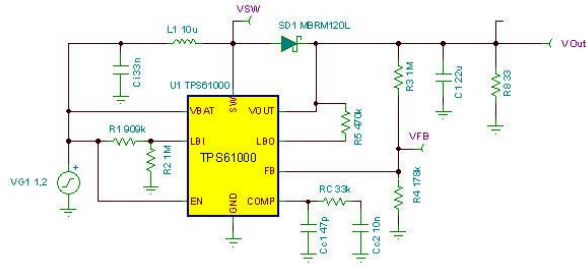 VSW
L1 10u
SD1 MBRM120L
VOut
Ci 33n
U1 TPS61000
R3 1M
C1 22u
R8 33
VBAT
SW
VOUT
R5 470k
R1 909k
LBI
LBO
VFB
R2 1M
TPS61000
VG1 1,2
FB
R4 178k
EN
GND
COMP
RC 33k
Cc1 47p
Cc2 10n